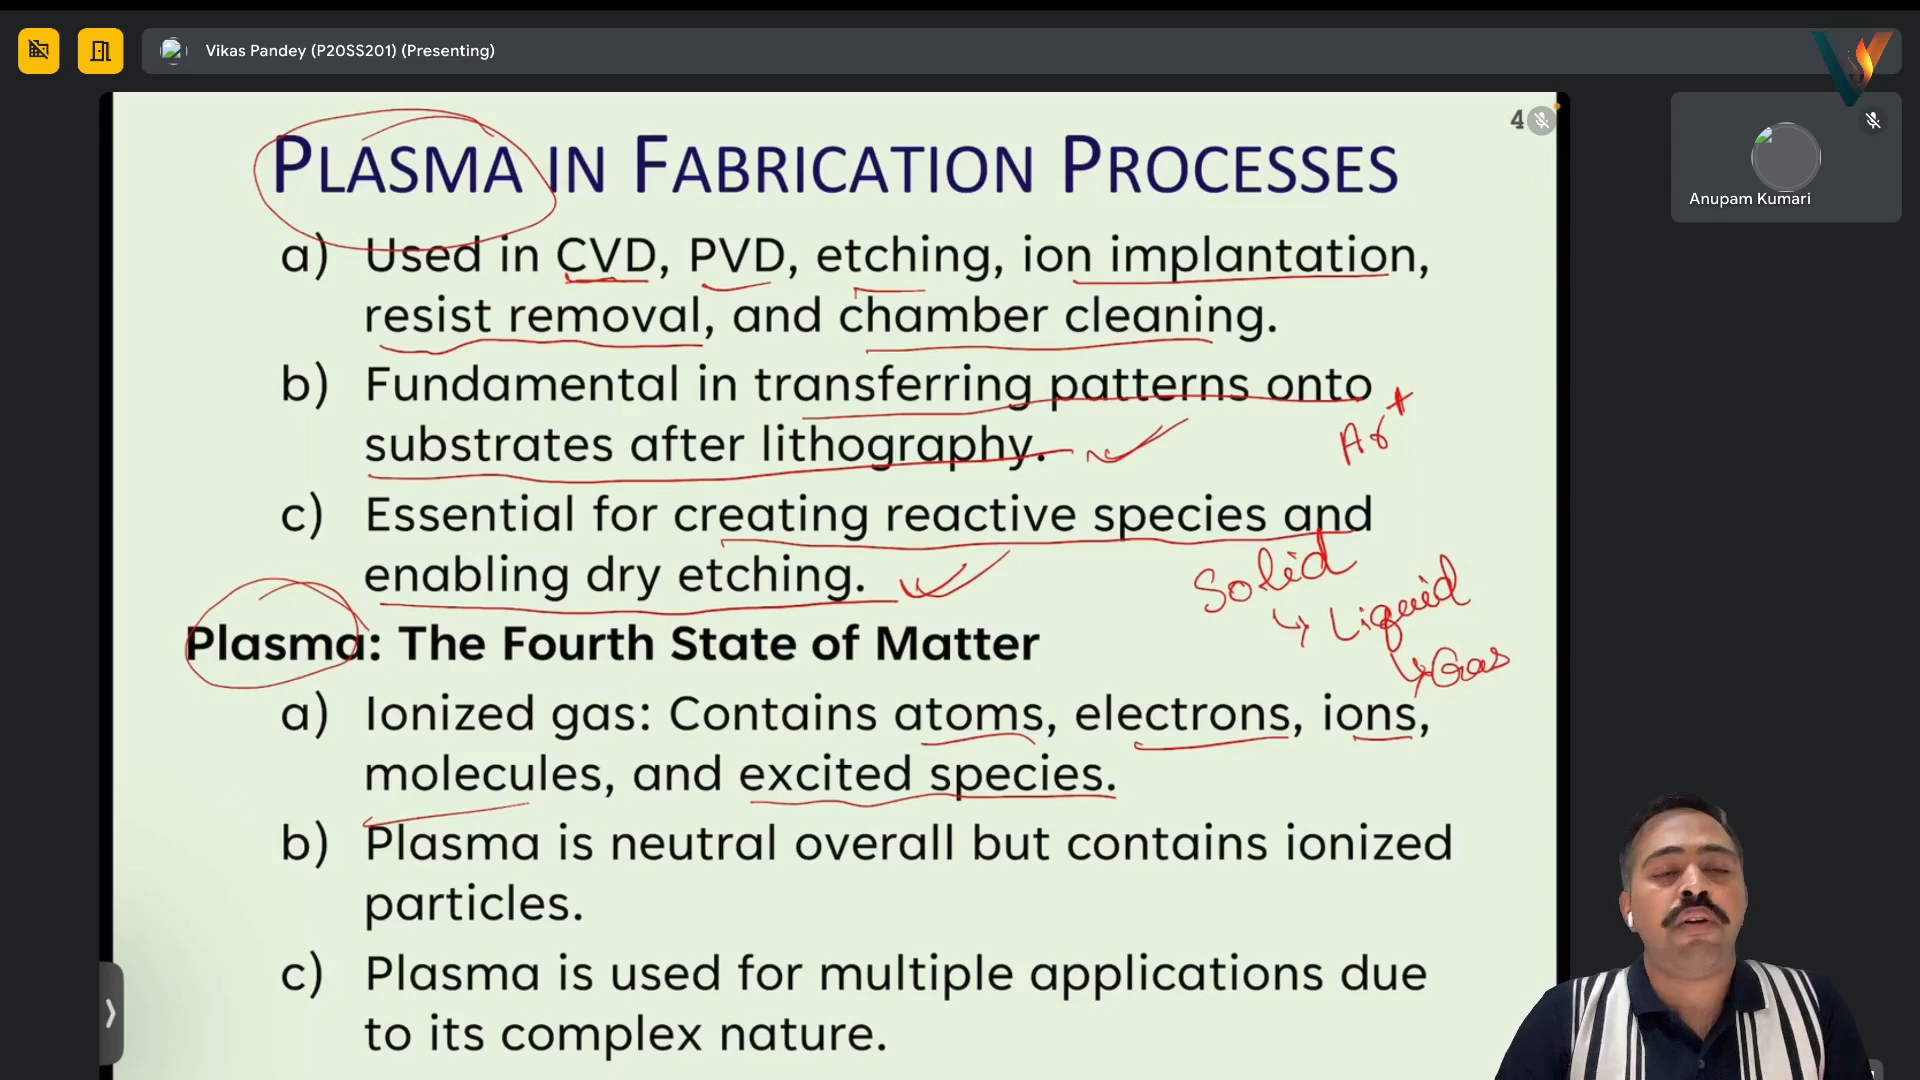 Vikas Pandey (P20SS201) (Presenting)
4
Anupam Kumari
PLASMA IN FABRICATION PROCESSES
a) Used in CVD, PVD, etching, ion implantation,
resist removal, and chamber cleaning.
b) Fundamental in transferring patterns onto
substrates after lithography.
Ar+
c) Essential for creating reactive species and
enabling dry etching.
Solid
↳ Liquid
↳ Gas
Plasma: The Fourth State of Matter
a) Ionized gas: Contains atoms, electrons, ions,
molecules, and excited species.
b) Plasma is neutral overall but contains ionized
particles.
c) Plasma is used for multiple applications due
to its complex nature.